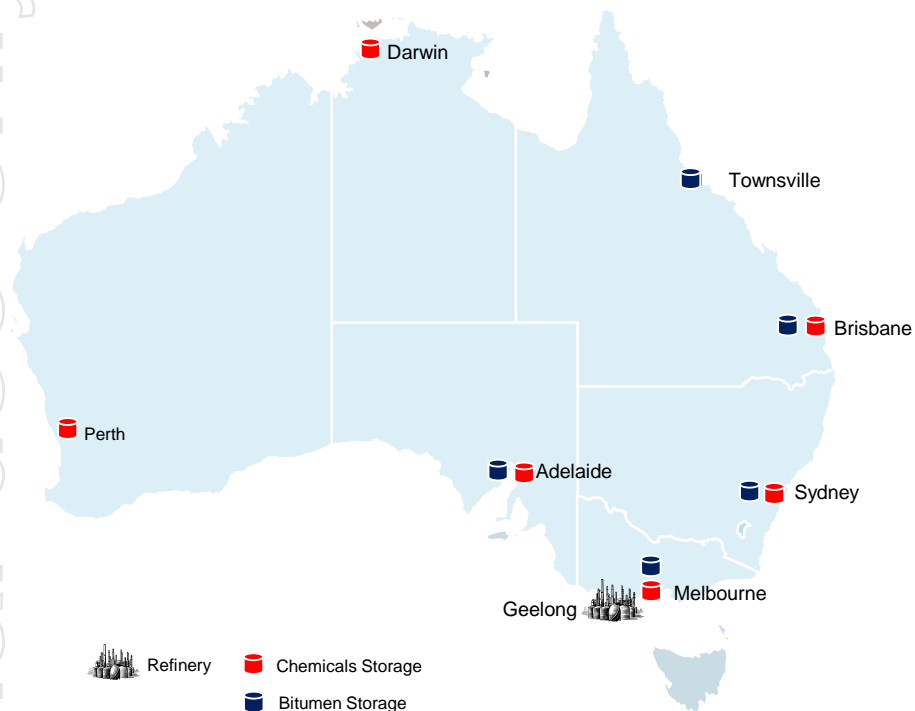 Darwin
Townsville
Brisbane
Perth
Adelaide
Sydney
Melbourne
Geelong
Refinery
Chemicals Storage
Bitumen Storage